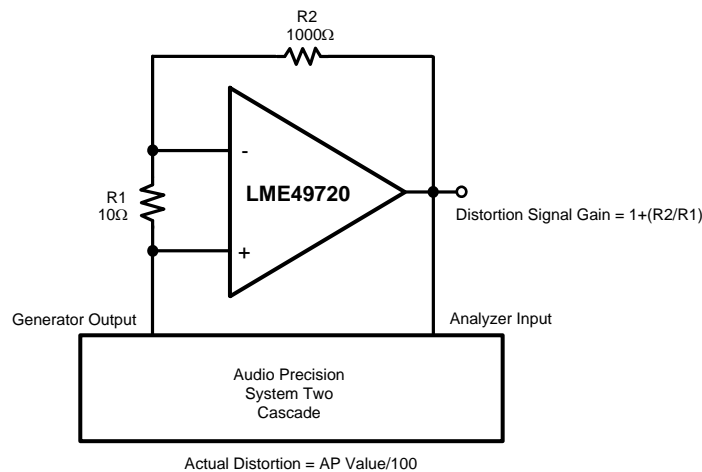 R2
1000Ω
-
R1
10Ω
LME49720
Distortion Signal Gain = 1+(R2/R1)
+
Generator Output
Analyzer Input
Audio Precision
System Two
Cascade
Actual Distortion = AP Value/100